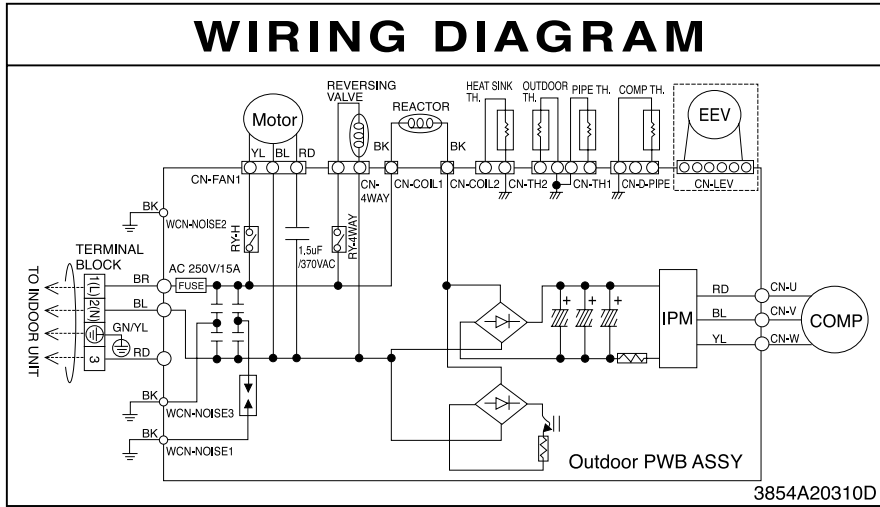 WIRING DIAGRAM
REVERSING
VALVE
REACTOR
HEAT SINK
TH.
OUTDOOR
TH.
PIPE TH.
COMP TH.
EEV
Motor
YL BL RD
BK
BK
CN-FAN1
CN-
4WAY
CN-COIL1
CN-COIL2
CN-TH2
CN-TH1
CN-D-PIPE
CN-LEV
BK
WCN-NOISE2
RY-H
1.5uF
/370VAC
RY-4WAY
TERMINAL
BLOCK
AC 250V/15A
TO INDOOR UNIT
1(L)
BR
FUSE
2(N)
BL
GN/YL
3
RD
IPM
RD
CN-U
BL
CN-V
YL
CN-W
COMP
+
+
+
BK
WCN-NOISE3
BK
WCN-NOISE1
Outdoor PWB ASSY
3854A20310D